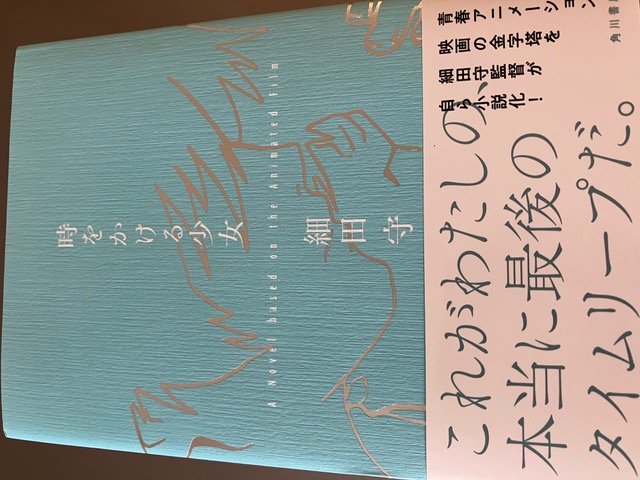 時をかける少女
細田 守
A Novel based on the Animated Film
これがわたしの、
本当に最後の
タイムリープだ。
青春アニメーション
映画の金字塔を
細田守監督が
自ら小説化!
角川書